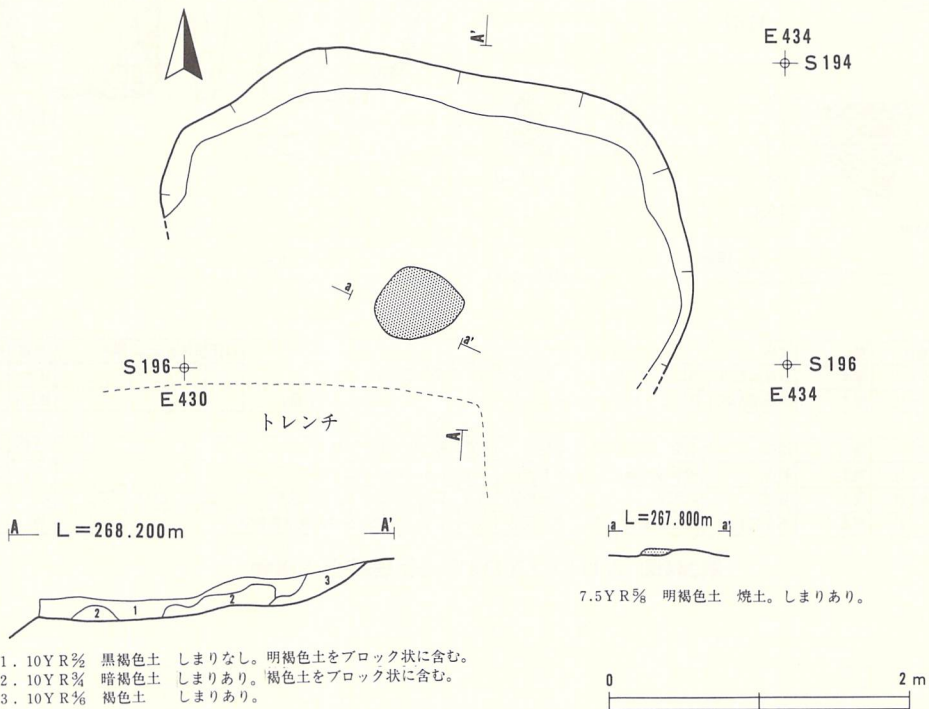 A'
E434
S194
a
a'
S196
E430
S196
E434
トレンチ
A
A L=268.200m A'
1 2 2 3
a L=267.800m a'
7.5YR5/8 明褐色土 焼土。しまりあり。
1. 10YR2/2 黒褐色土 しまりなし。明褐色土をブロック状に含む。
2. 10YR3/4 暗褐色土 しまりあり。褐色土をブロック状に含む。
3. 10YR4/6 褐色土 しまりあり。
0 2m